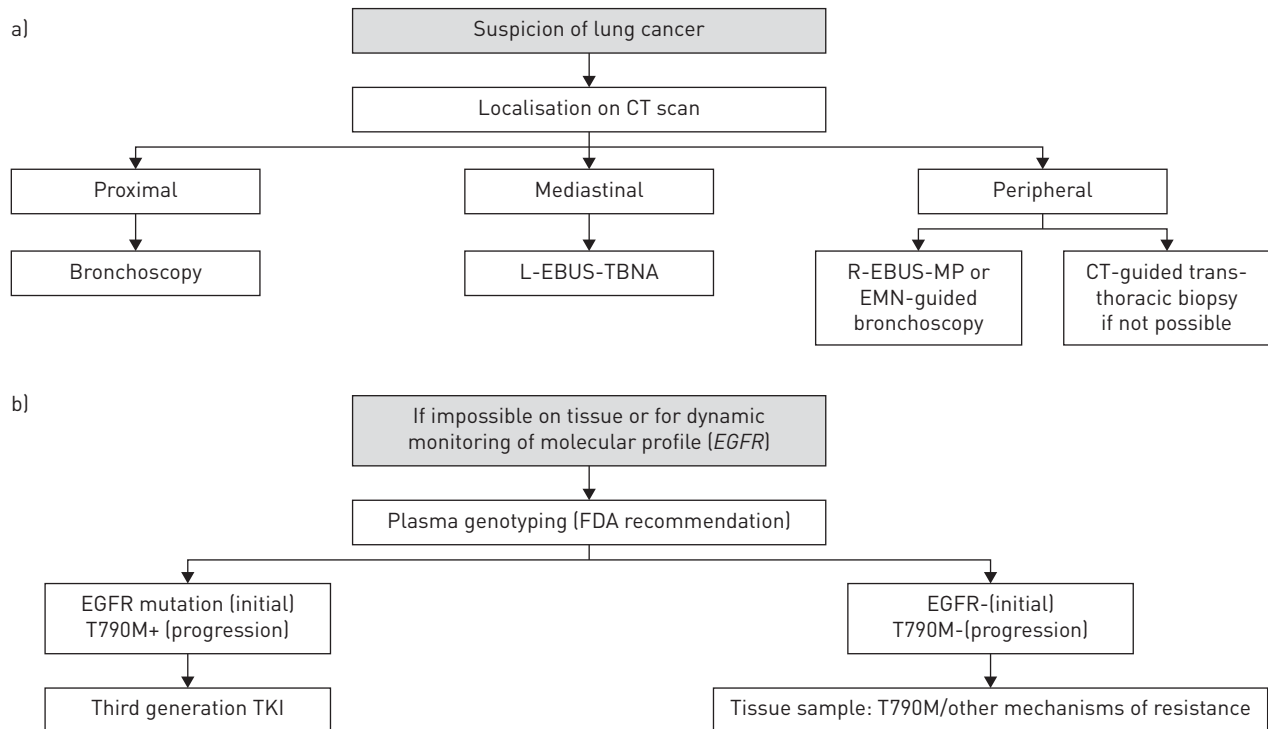 a)
Suspicion of lung cancer
Localisation on CT scan
Proximal
Mediastinal
Peripheral
Bronchoscopy
L-EBUS-TBNA
R-EBUS-MP or
EMN-guided
bronchoscopy
CT-guided trans-
thoracic biopsy
if not possible
b)
If impossible on tissue or for dynamic
monitoring of molecular profile (EGFR)
Plasma genotyping (FDA recommendation)
EGFR mutation (initial)
T790M+ (progression)
EGFR-(initial)
T790M-(progression)
Third generation TKI
Tissue sample: T790M/other mechanisms of resistance